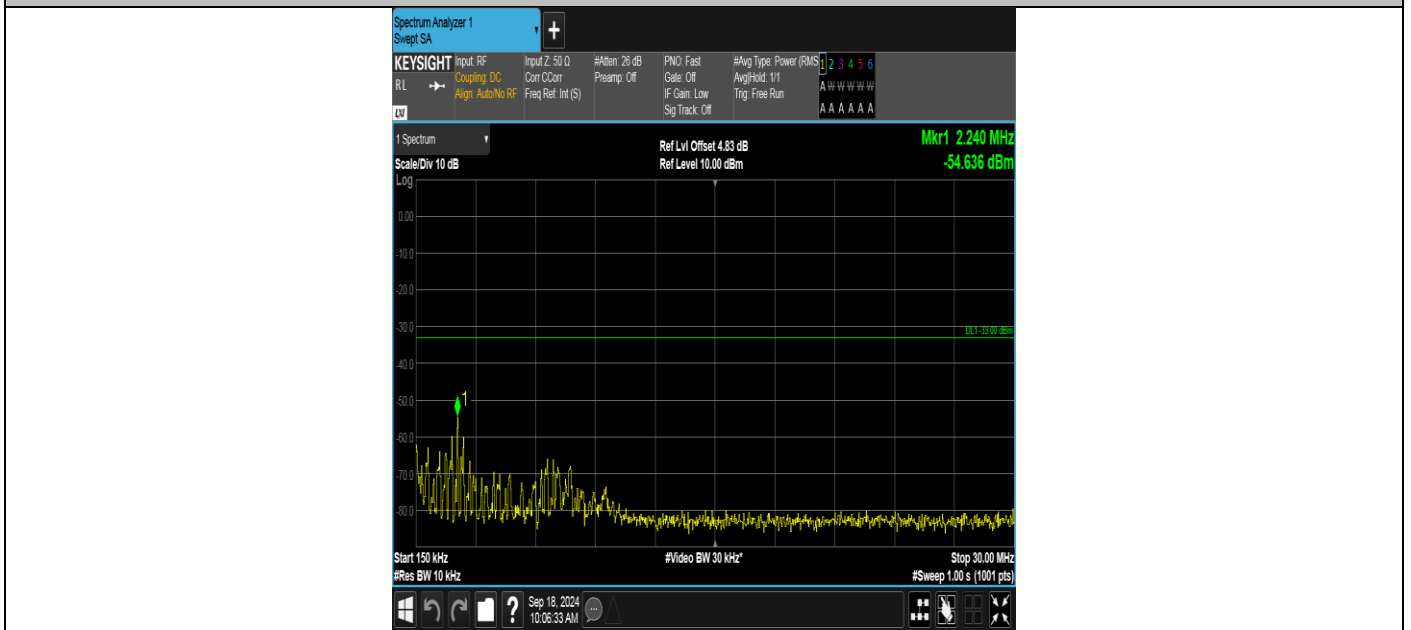 Spectrum Analyzer 1
Swept SA
+
KEYSIGHT
RL
LXI
Input: RF
Coupling: DC
Align: Auto/No RF
Input Z: 50 Ω
Corr CCorr
Freq Ref: Int (S)
#Atten: 26 dB
Preamp: Off
PNO: Fast
Gate: Off
IF Gain: Low
Sig Track: Off
#Avg Type: Power (RMS
Avg|Hold: 1/1
Trig: Free Run
1 2 3 4 5 6
A W W W W W
A A A A A A
1 Spectrum
Scale/Div 10 dB
Ref Lvl Offset 4.83 dB
Ref Level 10.00 dBm
Mkr1 2.240 MHz
-54.636 dBm
Log
0.00
-10.0
-20.0
-30.0
DL1 -33.00 dBm
-40.0
1
-50.0
-60.0
-70.0
-80.0
Start 150 kHz
#Video BW 30 kHz*
Stop 30.00 MHz
#Res BW 10 kHz
#Sweep 1.00 s (1001 pts)
?
Sep 18, 2024
10:06:33 AM